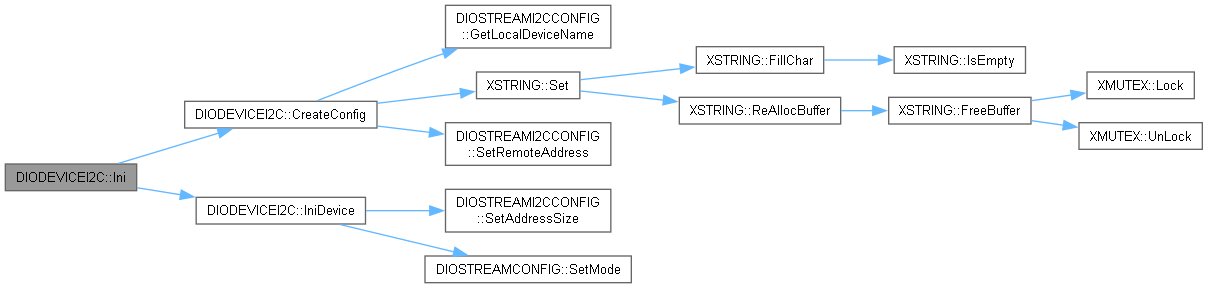 DIODEVICEI2C::Ini
DIODEVICEI2C::CreateConfig
DIOSTREAMI2CCONFIG
::GetLocalDeviceName
XSTRING::Set
XSTRING::FillChar
XSTRING::IsEmpty
XSTRING::ReAllocBuffer
XSTRING::FreeBuffer
XMUTEX::Lock
XMUTEX::UnLock
DIOSTREAMI2CCONFIG
::SetRemoteAddress
DIODEVICEI2C::IniDevice
DIOSTREAMI2CCONFIG
::SetAddressSize
DIOSTREAMCONFIG::SetMode